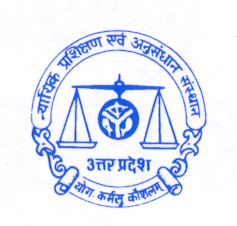 न्यायिक प्रशिक्षण एवं अनुसंधान संस्थान
उत्तर प्रदेश
योगः कर्मसु कौशलम्